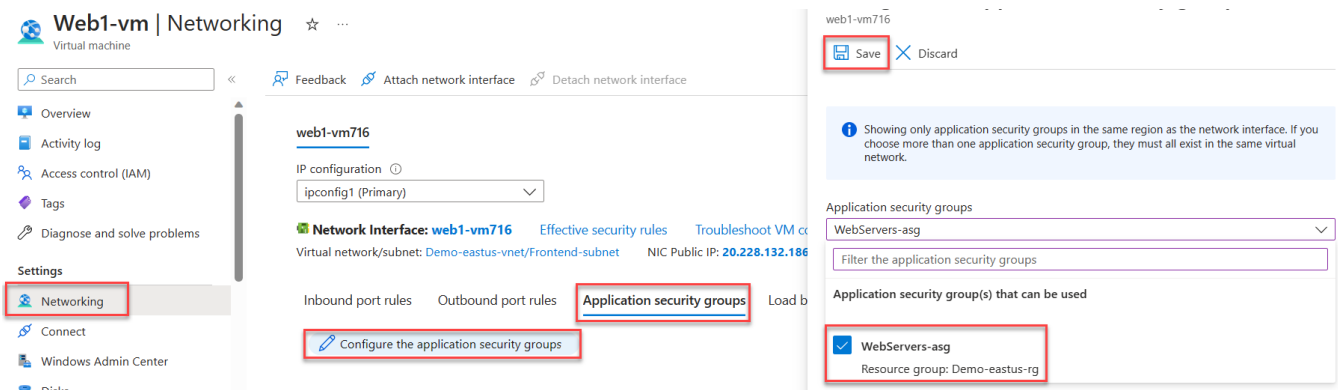 Web1-vm | Networking
Virtual machine
Search
Overview
Activity log
Access control (IAM)
Tags
Diagnose and solve problems
Settings
Networking
Connect
Windows Admin Center
Disks
Feedback
Attach network interface
Detach network interface
web1-vm716
IP configuration
ipconfig1 (Primary)
Network Interface: web1-vm716 Effective security rules Troubleshoot VM co
Virtual network/subnet: Demo-eastus-vnet/Frontend-subnet NIC Public IP: 20.228.132.186
Inbound port rules Outbound port rules Application security groups Load b
Configure the application security groups
web1-vm716
Save Discard
Showing only application security groups in the same region as the network interface. If you
choose more than one application security group, they must all exist in the same virtual
network.
Application security groups
WebServers-asg
Filter the application security groups
Application security group(s) that can be used
WebServers-asg
Resource group: Demo-eastus-rg